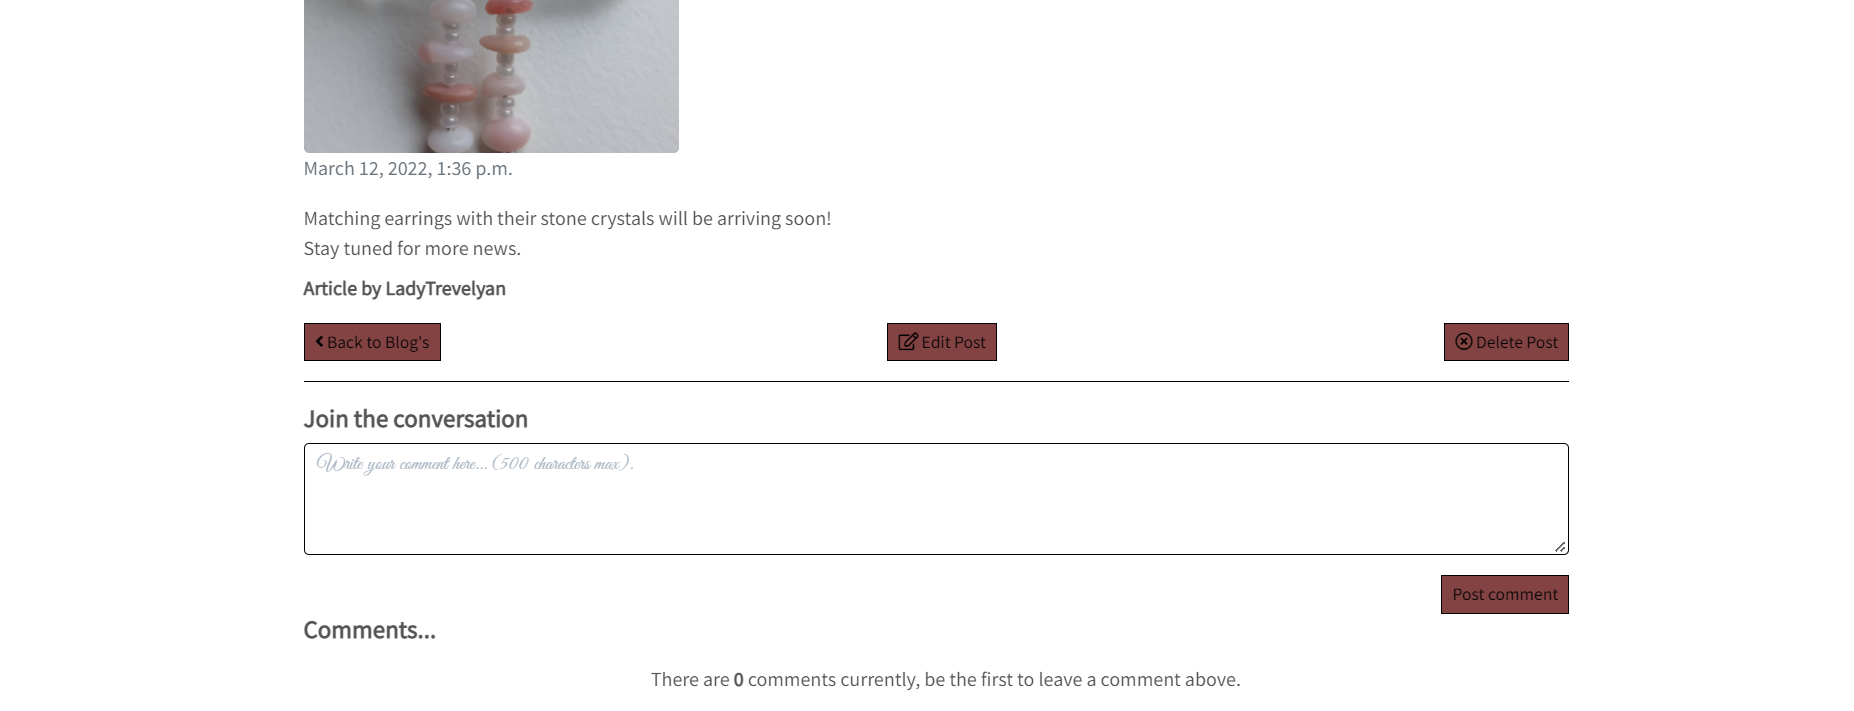 March 12, 2022, 1:36 p.m.
Matching earrings with their stone crystals will be arriving soon!
Stay tuned for more news.
Article by LadyTrevelyan
Back to Blog's Edit Post Delete Post
Join the conversation
Write your comment here... (500 characters max).
Post comment
Comments...
There are 0 comments currently, be the first to leave a comment above.